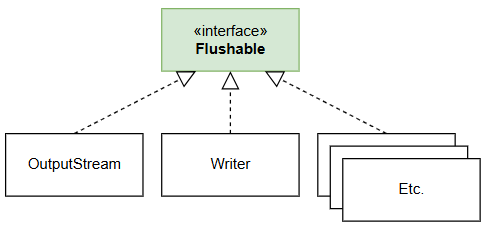 «interface»
Flushable
OutputStream
Writer
Etc.